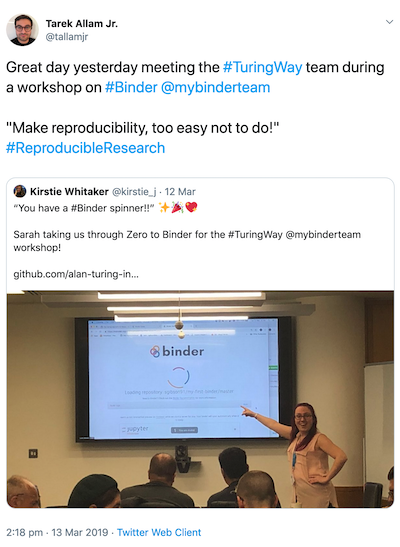 Tarek Allam Jr.
@tallamjr
Great day yesterday meeting the #TuringWay team during
a workshop on #Binder @mybinderteam
"Make reproducibility, too easy not to do!"
#ReproducibleResearch
Kirstie Whitaker @kirstie_j · 12 Mar
“You have a #Binder spinner!!” ✨🎉💖
Sarah taking us through Zero to Binder for the #TuringWay @mybinderteam
workshop!
github.com/alan-turing-in...
binder
jupyter
2:18 pm · 13 Mar 2019 · Twitter Web Client